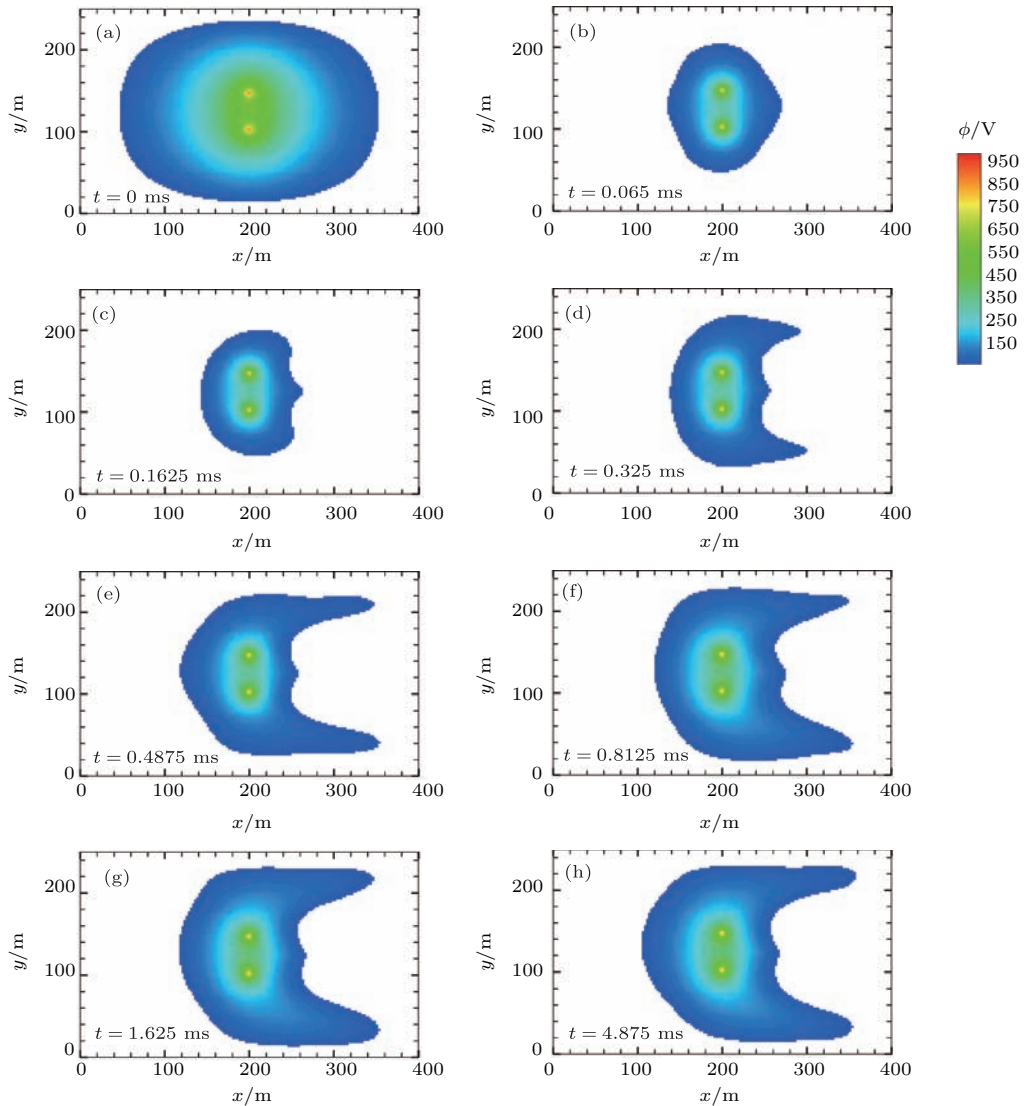 (a)
y/m
200
100
0
t = 0 ms
0 100 200 300 400
x/m
(b)
y/m
200
100
0
t = 0.065 ms
0 100 200 300 400
x/m
ϕ/V
950
850
750
650
550
450
350
250
150
(c)
y/m
200
100
0
t = 0.1625 ms
0 100 200 300 400
x/m
(d)
y/m
200
100
0
t = 0.325 ms
0 100 200 300 400
x/m
(e)
y/m
200
100
0
t = 0.4875 ms
0 100 200 300 400
x/m
(f)
y/m
200
100
0
t = 0.8125 ms
0 100 200 300 400
x/m
(g)
y/m
200
100
0
t = 1.625 ms
0 100 200 300 400
x/m
(h)
y/m
200
100
0
t = 4.875 ms
0 100 200 300 400
x/m